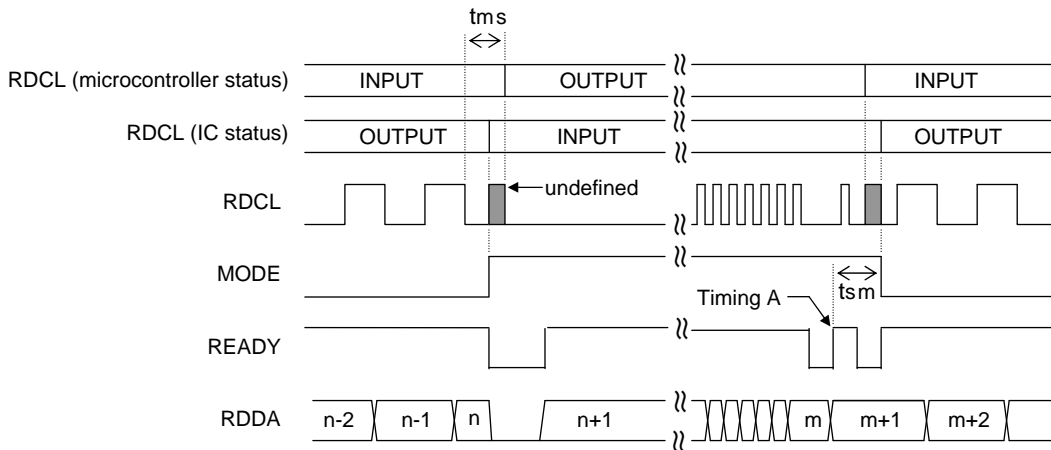 tms
RDCL (microcontroller status) INPUT OUTPUT INPUT
RDCL (IC status) OUTPUT INPUT OUTPUT
RDCL undefined
MODE
Timing A tsm
READY
RDDA n-2 n-1 n n+1 m m+1 m+2